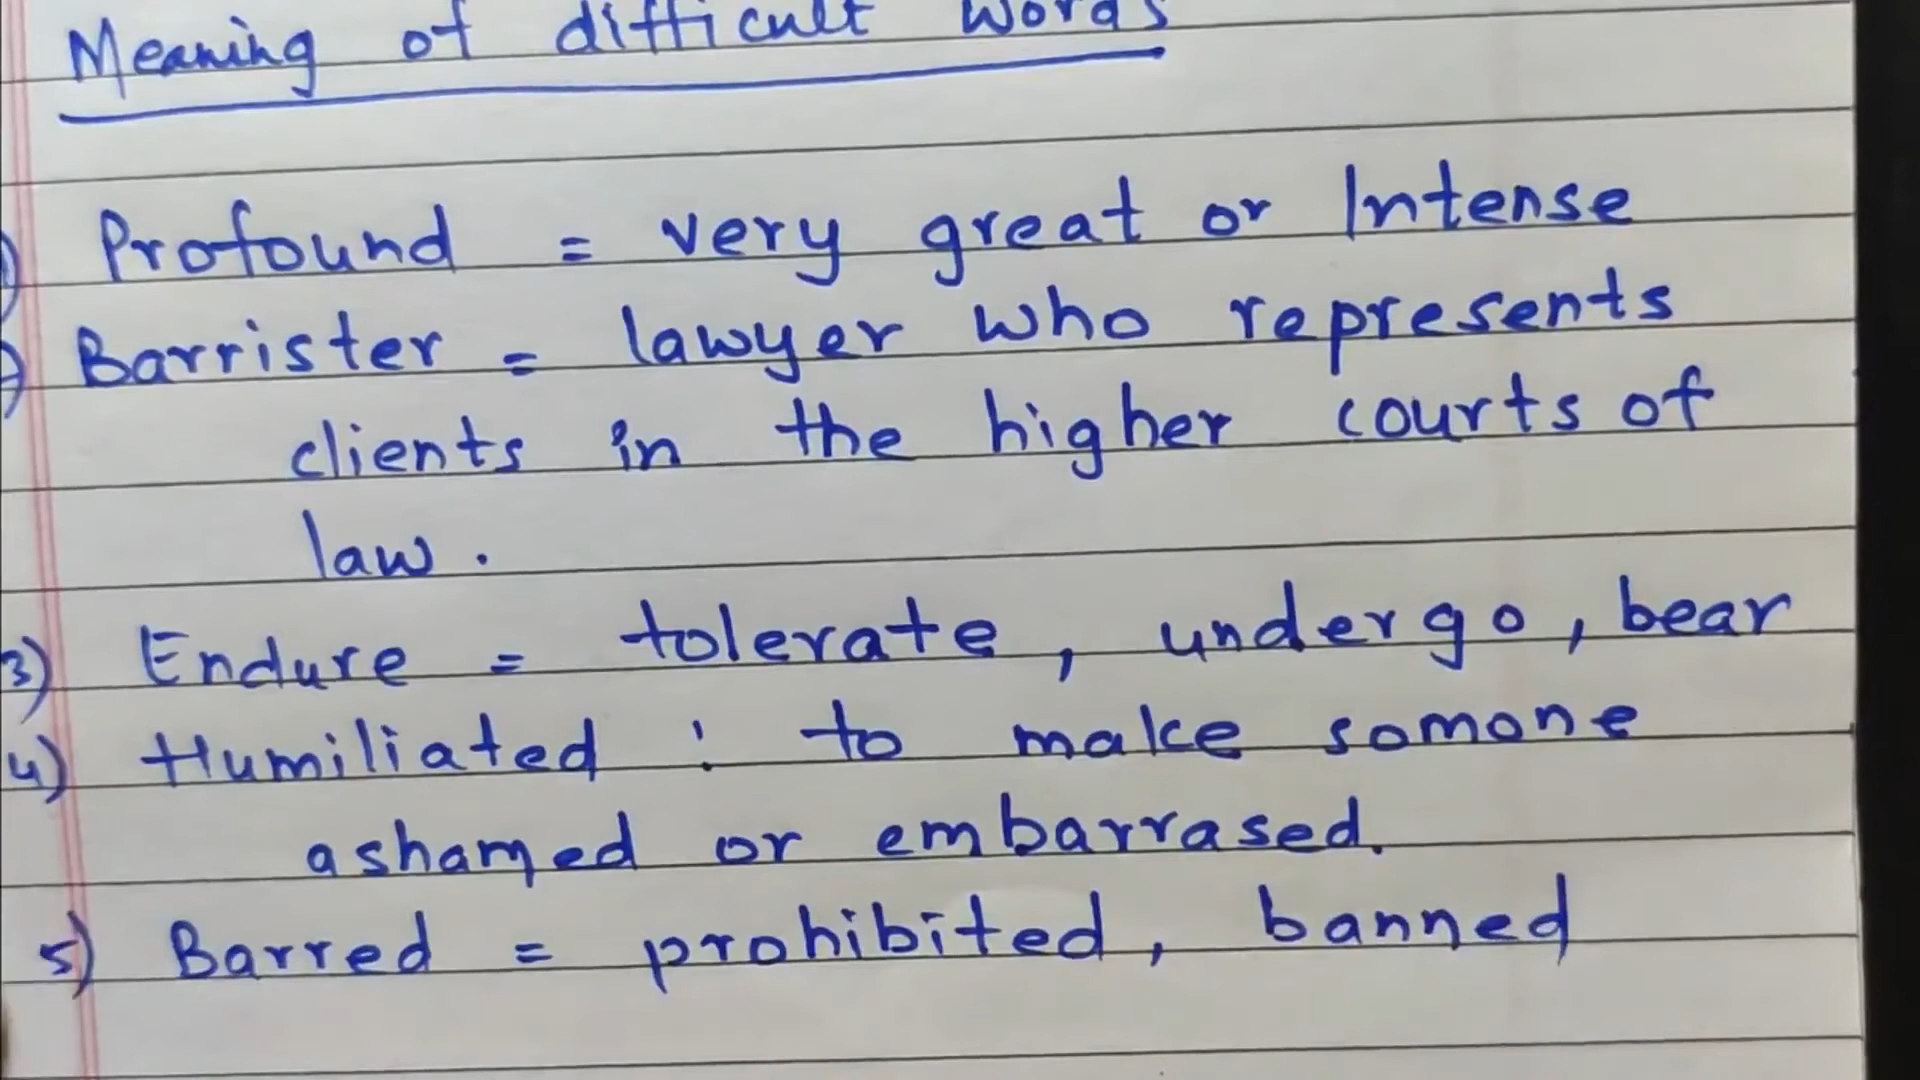 Meaning of difficult words
Profound = very great or Intense
Barrister = lawyer who represents
clients in the higher courts of
law.
3) Endure = tolerate, undergo, bear
4) Humiliated : to make somone
ashamed or embarrased.
5) Barred = prohibited, banned